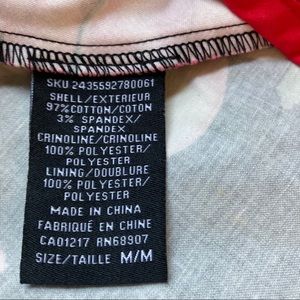 SKU 2435592780061
SHELL/EXTERIEUR
97%COTTON/COTON
3% SPANDEX/
SPANDEX
CRINOLINE/CRINOLINE
100% POLYESTER/
POLYESTER
LINING/DOUBLURE
100% POLYESTER/
POLYESTER
MADE IN CHINA
FABRIQUÉ EN CHINE
CA01217 RN68907
SIZE/TAILLE M/M